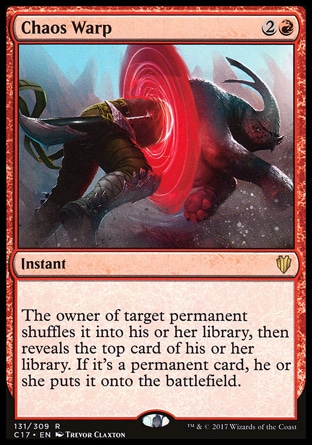 Chaos Warp 2
Instant
The owner of target permanent
shuffles it into his or her library, then
reveals the top card of his or her
library. If it's a permanent card, he or
she puts it onto the battlefield.
131/309 R
C17 • EN Trevor Claxton
™ & © 2017 Wizards of the Coast